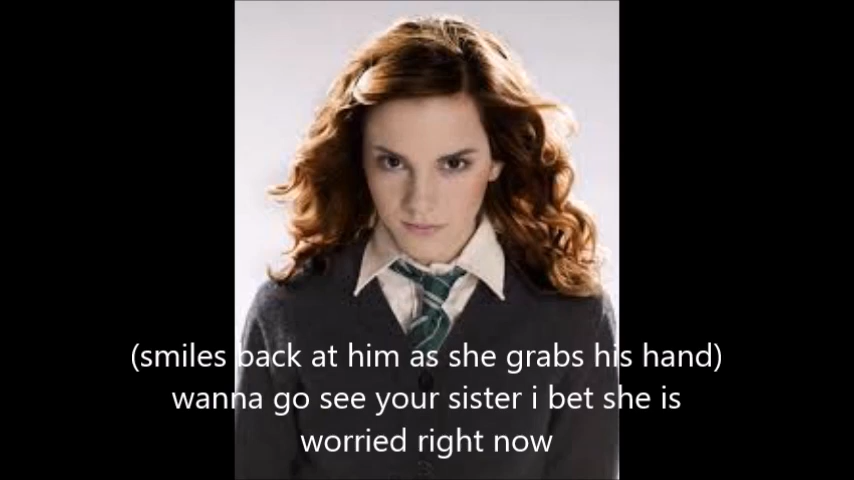 (smiles back at him as she grabs his hand)
wanna go see your sister i bet she is
worried right now